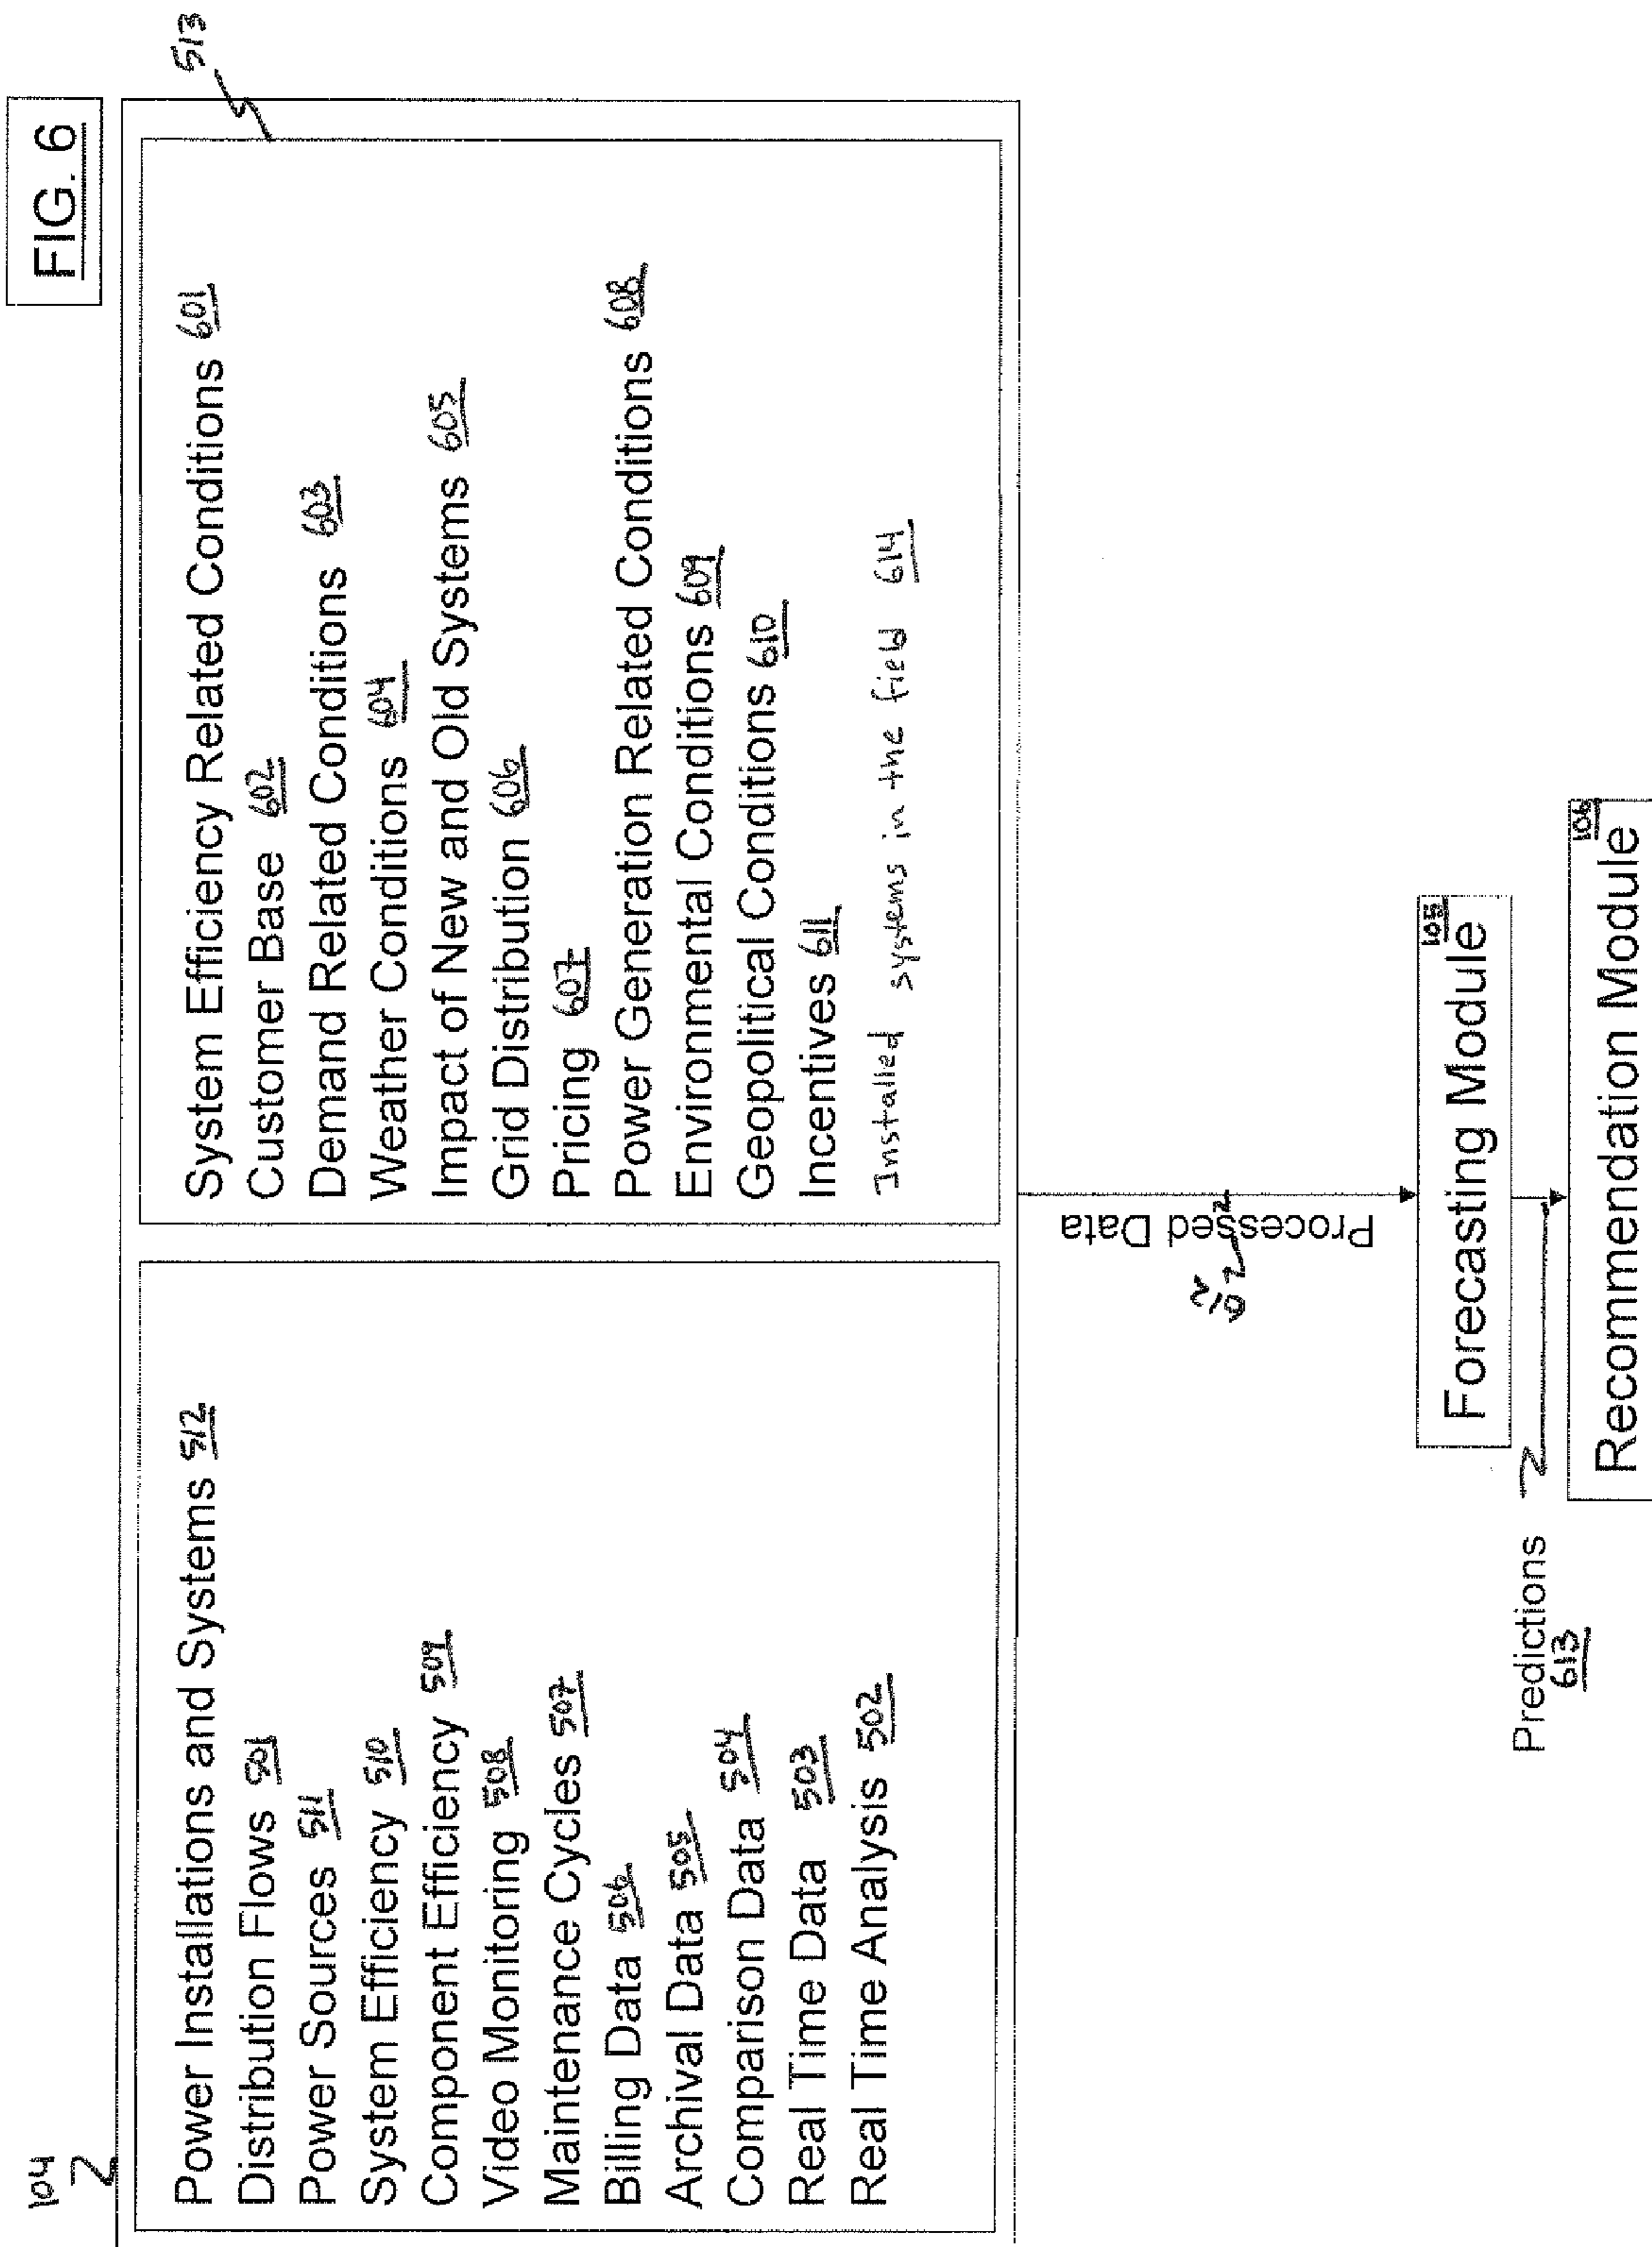 FIG. 6
104
513
Power Installations and Systems 512
Distribution Flows 501
Power Sources 511
System Efficiency 510
Component Efficiency 509
Video Monitoring 508
Maintenance Cycles 507
Billing Data 506
Archival Data 505
Comparison Data 504
Real Time Data 503
Real Time Analysis 502
System Efficiency Related Conditions 601
Customer Base 602
Demand Related Conditions 603
Weather Conditions 604
Impact of New and Old Systems 605
Grid Distribution 606
Pricing 607
Power Generation Related Conditions 608
Environmental Conditions 609
Geopolitical Conditions 610
Incentives 611
Installed systems in the field 614
Processed Data
612
Forecasting Module 105
Predictions
613
Recommendation Module 106